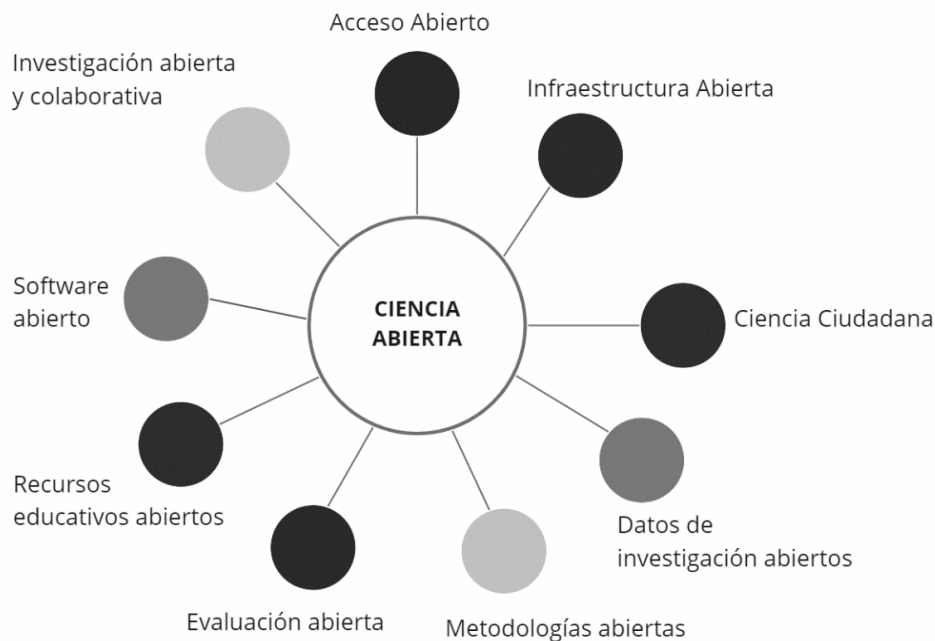 Acceso Abierto
Investigación abierta
y colaborativa
Infraestructura Abierta
Software
abierto
CIENCIA
ABIERTA
Ciencia Ciudadana
Recursos
educativos abiertos
Datos de
investigación abiertos
Evaluación abierta
Metodologías abiertas